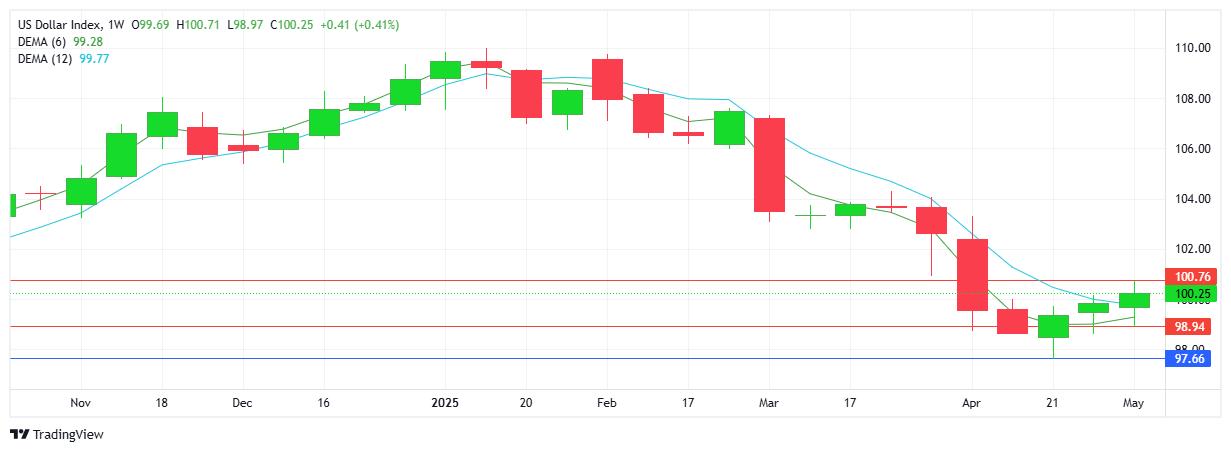 US Dollar Index, 1W O99.69 H100.71 L98.97 C100.25 +0.41 (+0.41%)
DEMA (6) 99.28
DEMA (12) 99.77
110.00
108.00
106.00
104.00
102.00
100.76
100.25
100.00
98.94
98.00
97.66
Nov 18 Dec 16 2025 20 Feb 17 Mar 17 Apr 21 May
TradingView